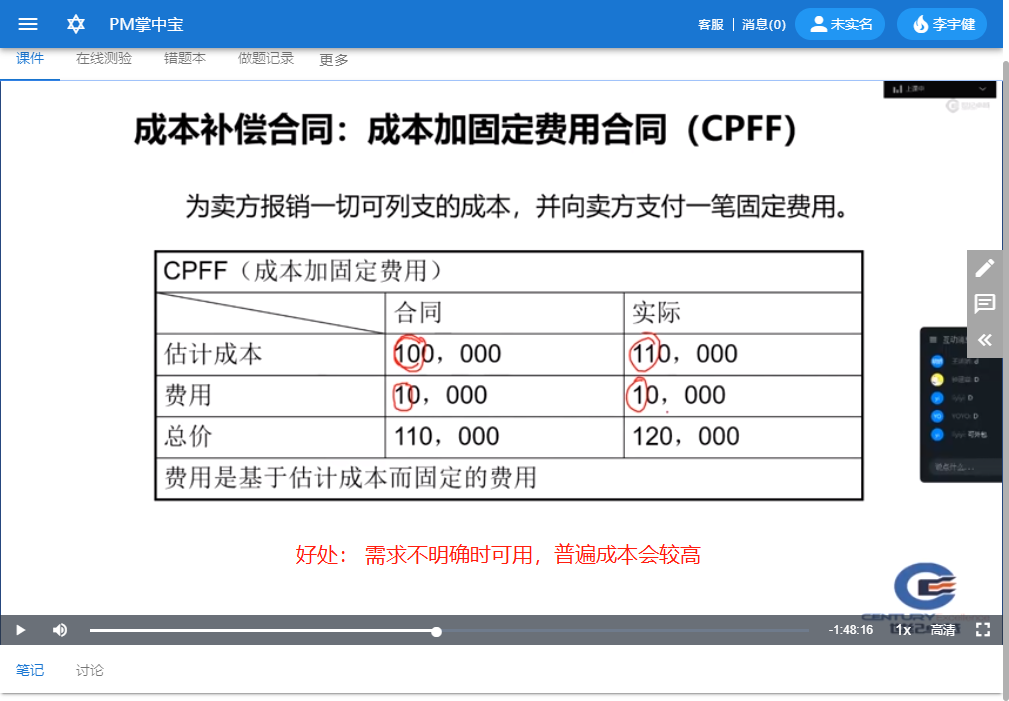 PM掌中宝
客服 | 消息(0) 未实名 李宇健
课件 在线测验 错题本 做题记录 更多
上课中
成本补偿合同：成本加固定费用合同（CPFF）
为卖方报销一切可列支的成本，并向卖方支付一笔固定费用。
CPFF（成本加固定费用）
合同 实际
估计成本 100，000 110，000
费用 10，000 10，000
总价 110，000 120，000
费用是基于估计成本而固定的费用
好处： 需求不明确时可用，普遍成本会较高
CENTURY
-1:48:16 1x 高清
笔记 讨论